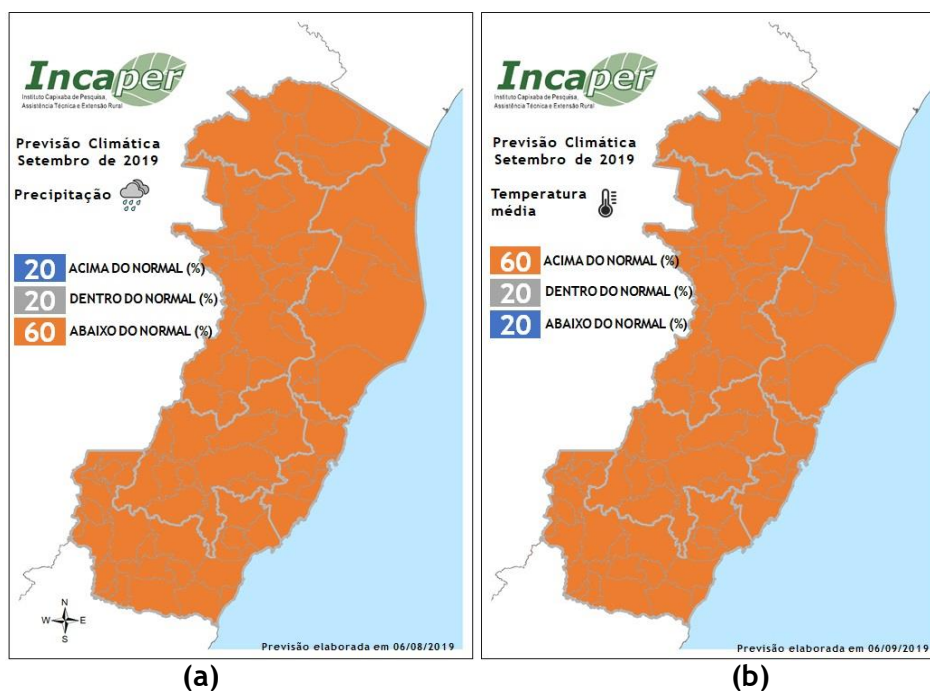 Incaper
Instituto Capixaba de Pesquisa,
Assistência Técnica e Extensão Rural
Previsão Climática
Setembro de 2019
Precipitação
20 ACIMA DO NORMAL (%)
20 DENTRO DO NORMAL (%)
60 ABAIXO DO NORMAL (%)
N
W E
S
Previsão elaborada em 06/08/2019
(a)
Incaper
Instituto Capixaba de Pesquisa,
Assistência Técnica e Extensão Rural
Previsão Climática
Setembro de 2019
Temperatura
média
60 ACIMA DO NORMAL (%)
20 DENTRO DO NORMAL (%)
20 ABAIXO DO NORMAL (%)
Previsão elaborada em 06/09/2019
(b)